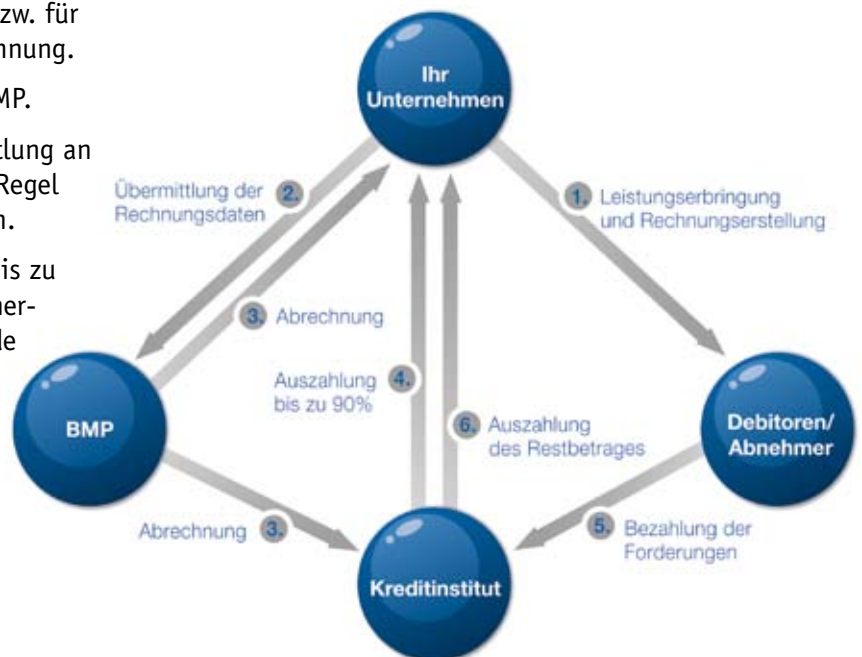 zw. für
hnung.
MP.
tlung an
Regel
n.
is zu
ner-
le
Ihr
Unternehmen
Übermittlung der
Rechnungsdaten
2.
1.
Leistungserbringung
und Rechnungserstellung
3.
Abrechnung
Auszahlung
bis zu 90%
4.
6.
Auszahlung
des Restbetrages
BMP
Debitoren/
Abnehmer
Abrechnung
3.
5.
Bezahlung der
Forderungen
Kreditinstitut